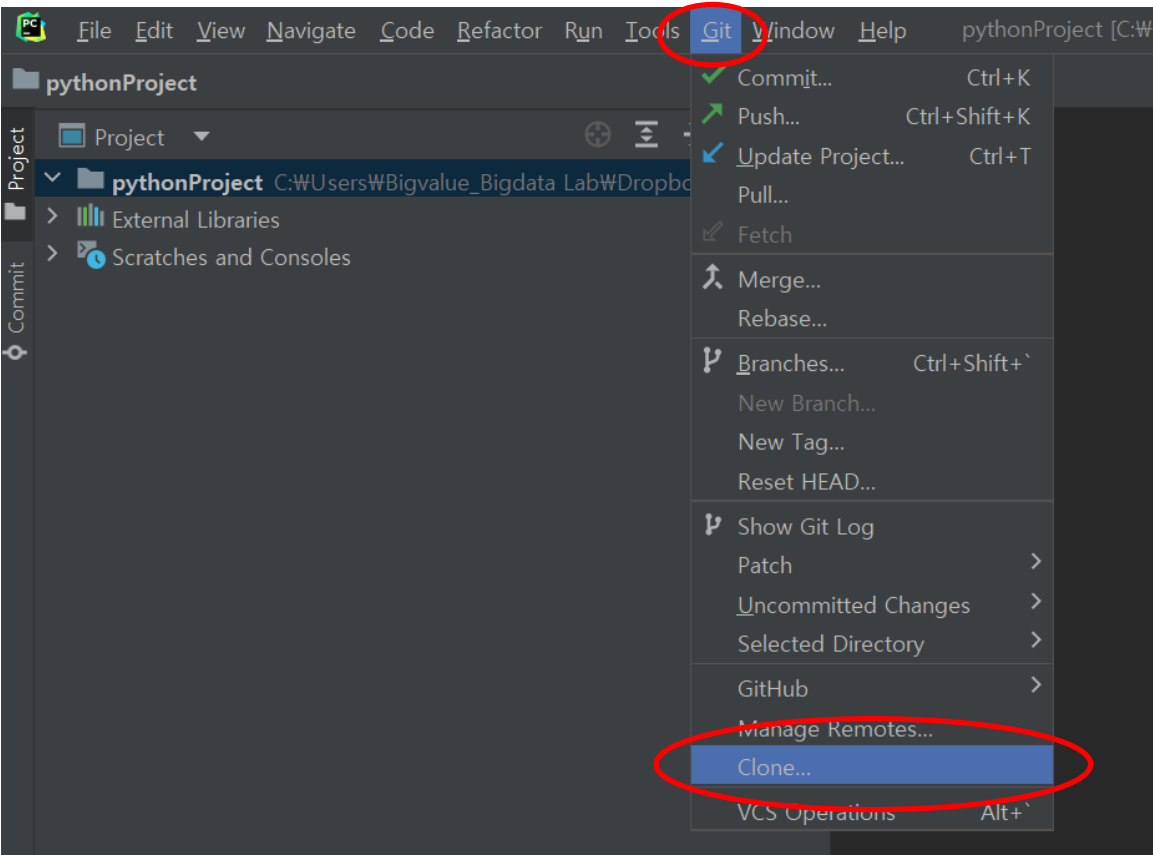 PC File Edit View Navigate Code Refactor Run Tools Git Window Help pythonProject [C:₩
pythonProject
Project
Project
pythonProject C:₩Users₩Bigvalue_Bigdata Lab₩Dropbo
External Libraries
Scratches and Consoles
Commit
Commit... Ctrl+K
Push... Ctrl+Shift+K
Update Project... Ctrl+T
Pull...
Fetch
Merge...
Rebase...
Branches... Ctrl+Shift+`
New Branch...
New Tag...
Reset HEAD...
Show Git Log
Patch
Uncommitted Changes
Selected Directory
GitHub
Manage Remotes...
Clone...
VCS Operations Alt+`